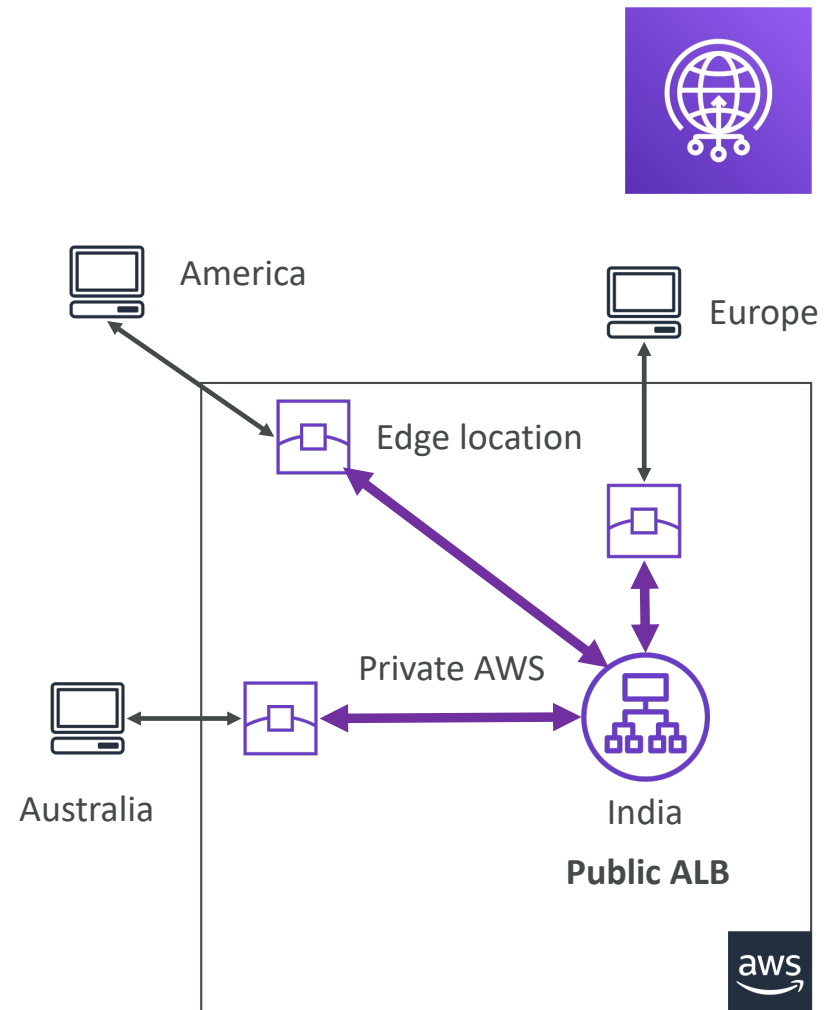 America
Europe
Edge location
Private AWS
Australia
India
Public ALB
aws